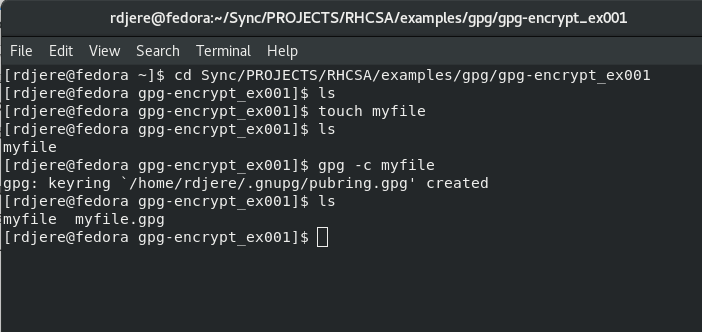 rdjere@fedora:~/Sync/PROJECTS/RHCSA/examples/gpg/gpg-encrypt_ex001
File Edit View Search Terminal Help
[rdjere@fedora ~]$ cd Sync/PROJECTS/RHCSA/examples/gpg/gpg-encrypt_ex001
[rdjere@fedora gpg-encrypt_ex001]$ ls
[rdjere@fedora gpg-encrypt_ex001]$ touch myfile
[rdjere@fedora gpg-encrypt_ex001]$ ls
myfile
[rdjere@fedora gpg-encrypt_ex001]$ gpg -c myfile
gpg: keyring `/home/rdjere/.gnupg/pubring.gpg' created
[rdjere@fedora gpg-encrypt_ex001]$ ls
myfile  myfile.gpg
[rdjere@fedora gpg-encrypt_ex001]$